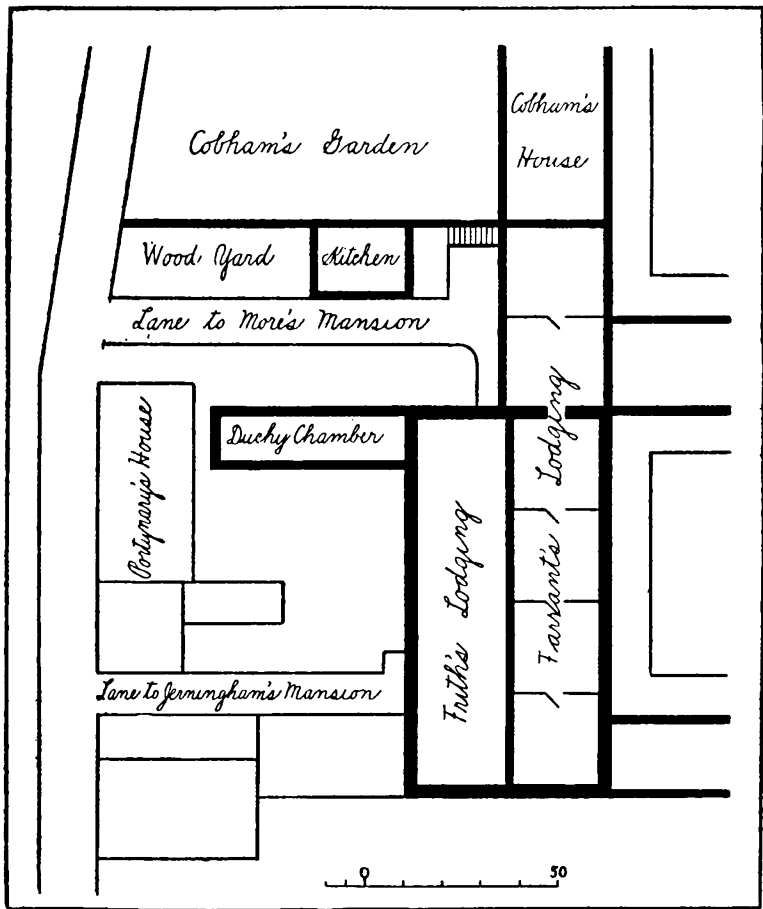 Cobham's Garden
Cobham's
House
Wood Yard
Kitchen
Lane to More's Mansion
Portynary's House
Duchy Chamber
Frith's Lodging
Farrant's Lodging
Lane to Jerningham's Mansion
0 50